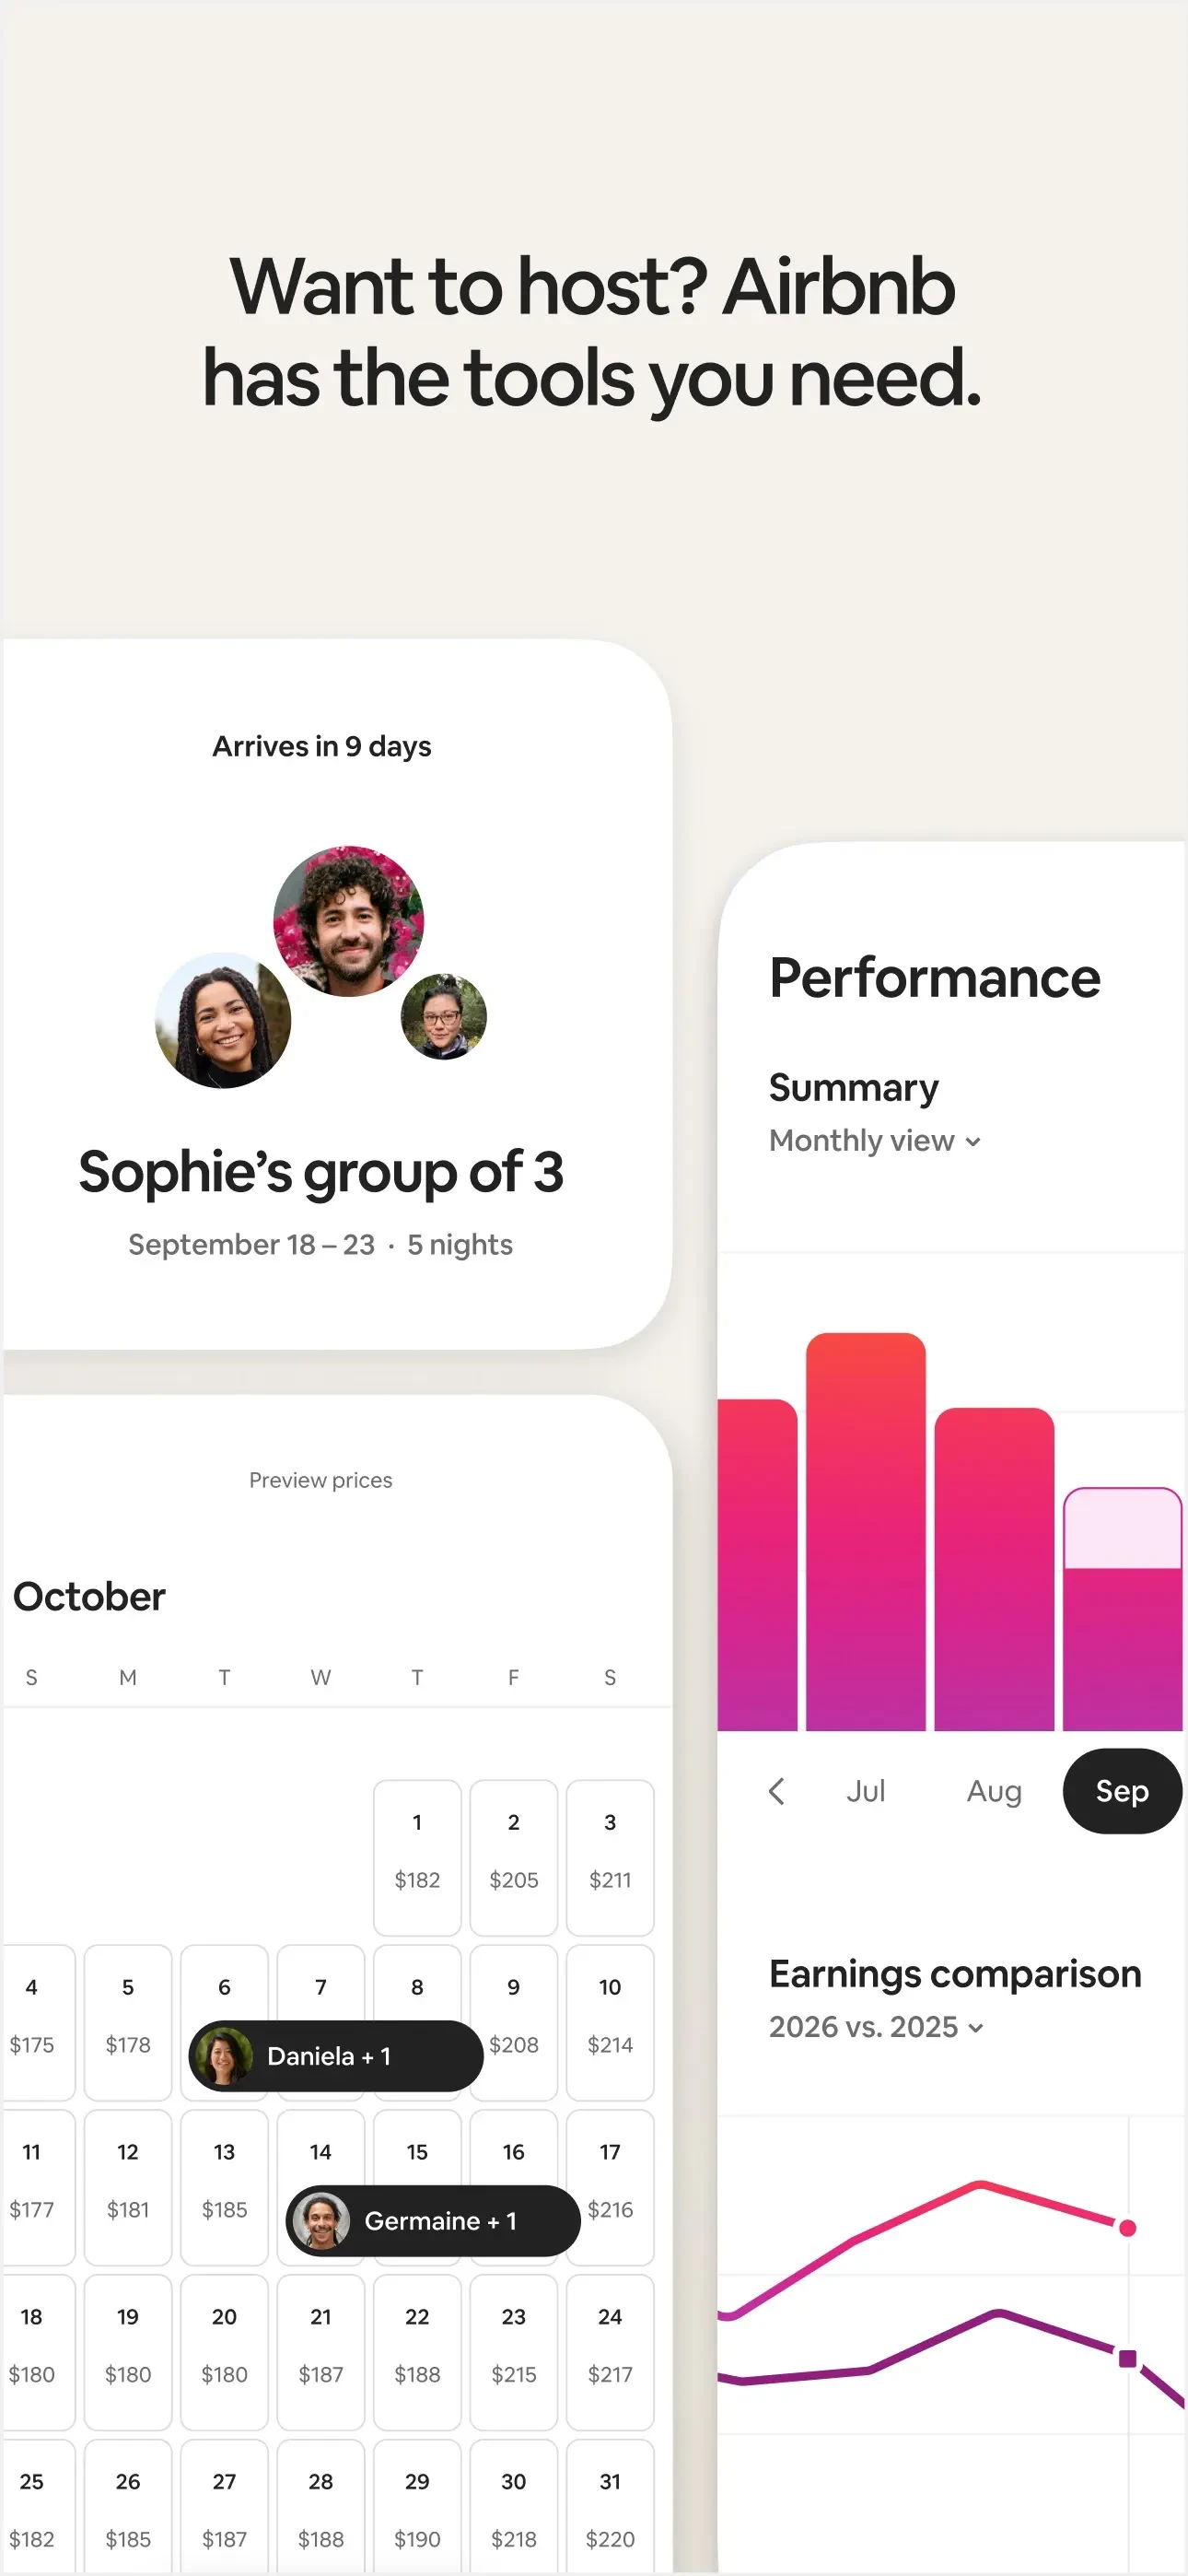 Want to host? Airbnb
has the tools you need.
Arrives in 9 days
Sophie’s group of 3
September 18 – 23 · 5 nights
Preview prices
October
S M T W T F S
1 2 3
$182 $205 $211
4 5 6 7 8 9 10
$175 $178 $208 $214
Daniela + 1
11 12 13 14 15 16 17
$177 $181 $185 $216
Germaine + 1
18 19 20 21 22 23 24
$180 $180 $180 $187 $188 $215 $217
25 26 27 28 29 30 31
$182 $185 $187 $188 $190 $218 $220
Performance
Summary
Monthly view
Jul Aug Sep
Earnings comparison
2026 vs. 2025